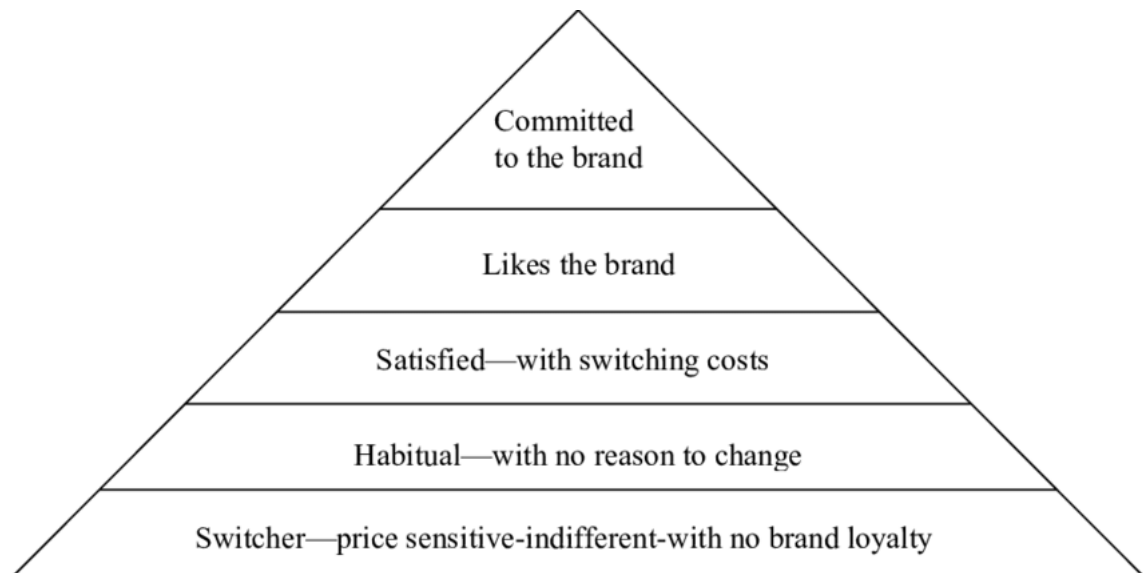 Committed
to the brand
Likes the brand
Satisfied—with switching costs
Habitual—with no reason to change
Switcher—price sensitive-indifferent-with no brand loyalty